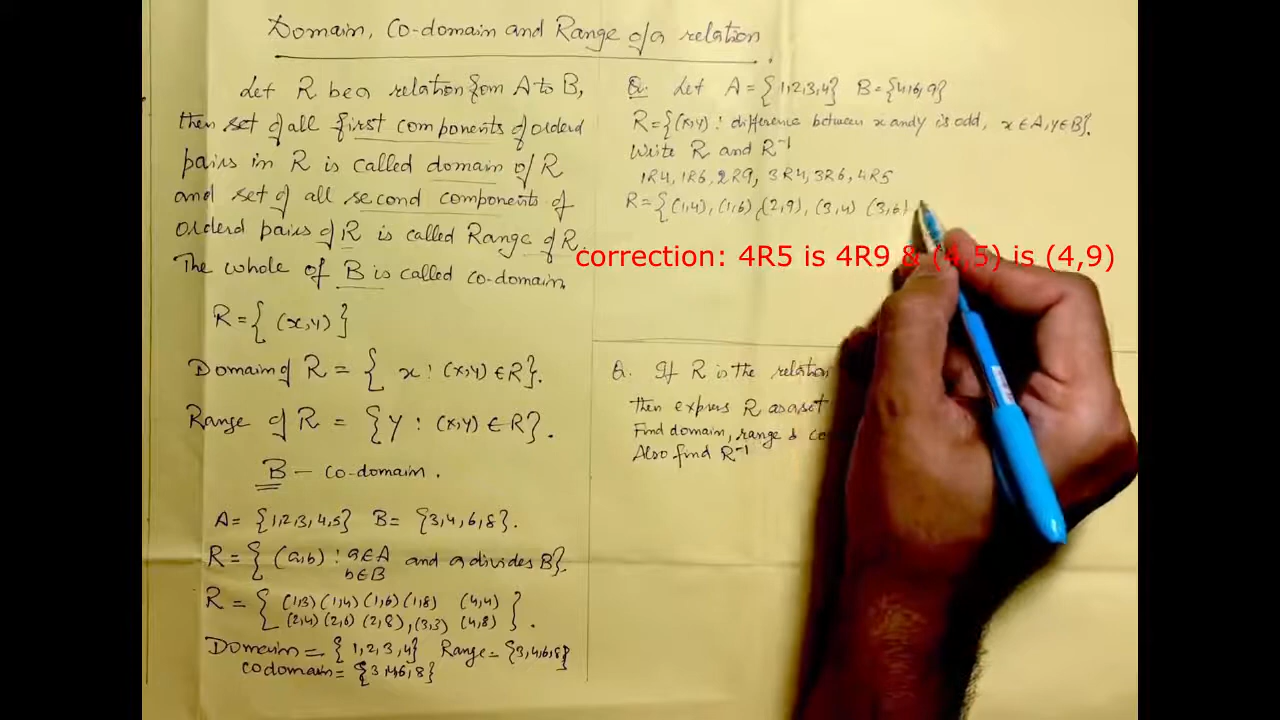 Domain, Co-domain and Range of a relation
Let R be a relation from A to B,
then set of all first components of orderd
pairs in R is called domain of R
and set of all second components of
orderd pairs of R is called Range of R.
The whole of B is called co-domain.
R = { (x,y) }
Domain of R = { x : (x,y) ∈ R}.
Range of R = {y : (x,y) ∈ R}.
B - co-domain.
A = {1,2,3,4,5} B = {3,4,6,8}.
R = { (a,b) : a∈A and a divides B}.
b∈B
R = { (1,3) (1,4) (1,6) (1,8) (4,4)
(2,4) (2,6) (2,8), (3,3) (4,8) }.
Domain = {1,2,3,4} Range = {3,4,6,8}
codomain = {3,4,6,8}
Q. Let A = {1,2,3,4} B = {4,6,9}
R = {(x,y) : difference between x and y is odd, x∈A, y∈B}.
Write R and R⁻¹
1R4, 1R6, 2R9, 3R4, 3R6, 4R5
R = { (1,4), (1,6), (2,9), (3,4) (3,6)
correction: 4R5 is 4R9 & (4,5) is (4,9)
Q. If R is the relation
then express R as a set
Find domain, range & co
Also find R⁻¹